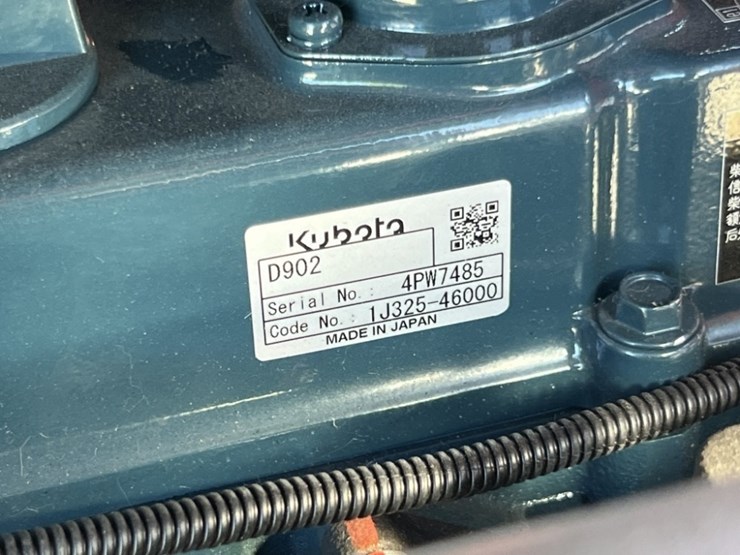 Kubota
D902
Serial No. : 4PW7485
Code No. : 1J325-46000
MADE IN JAPAN